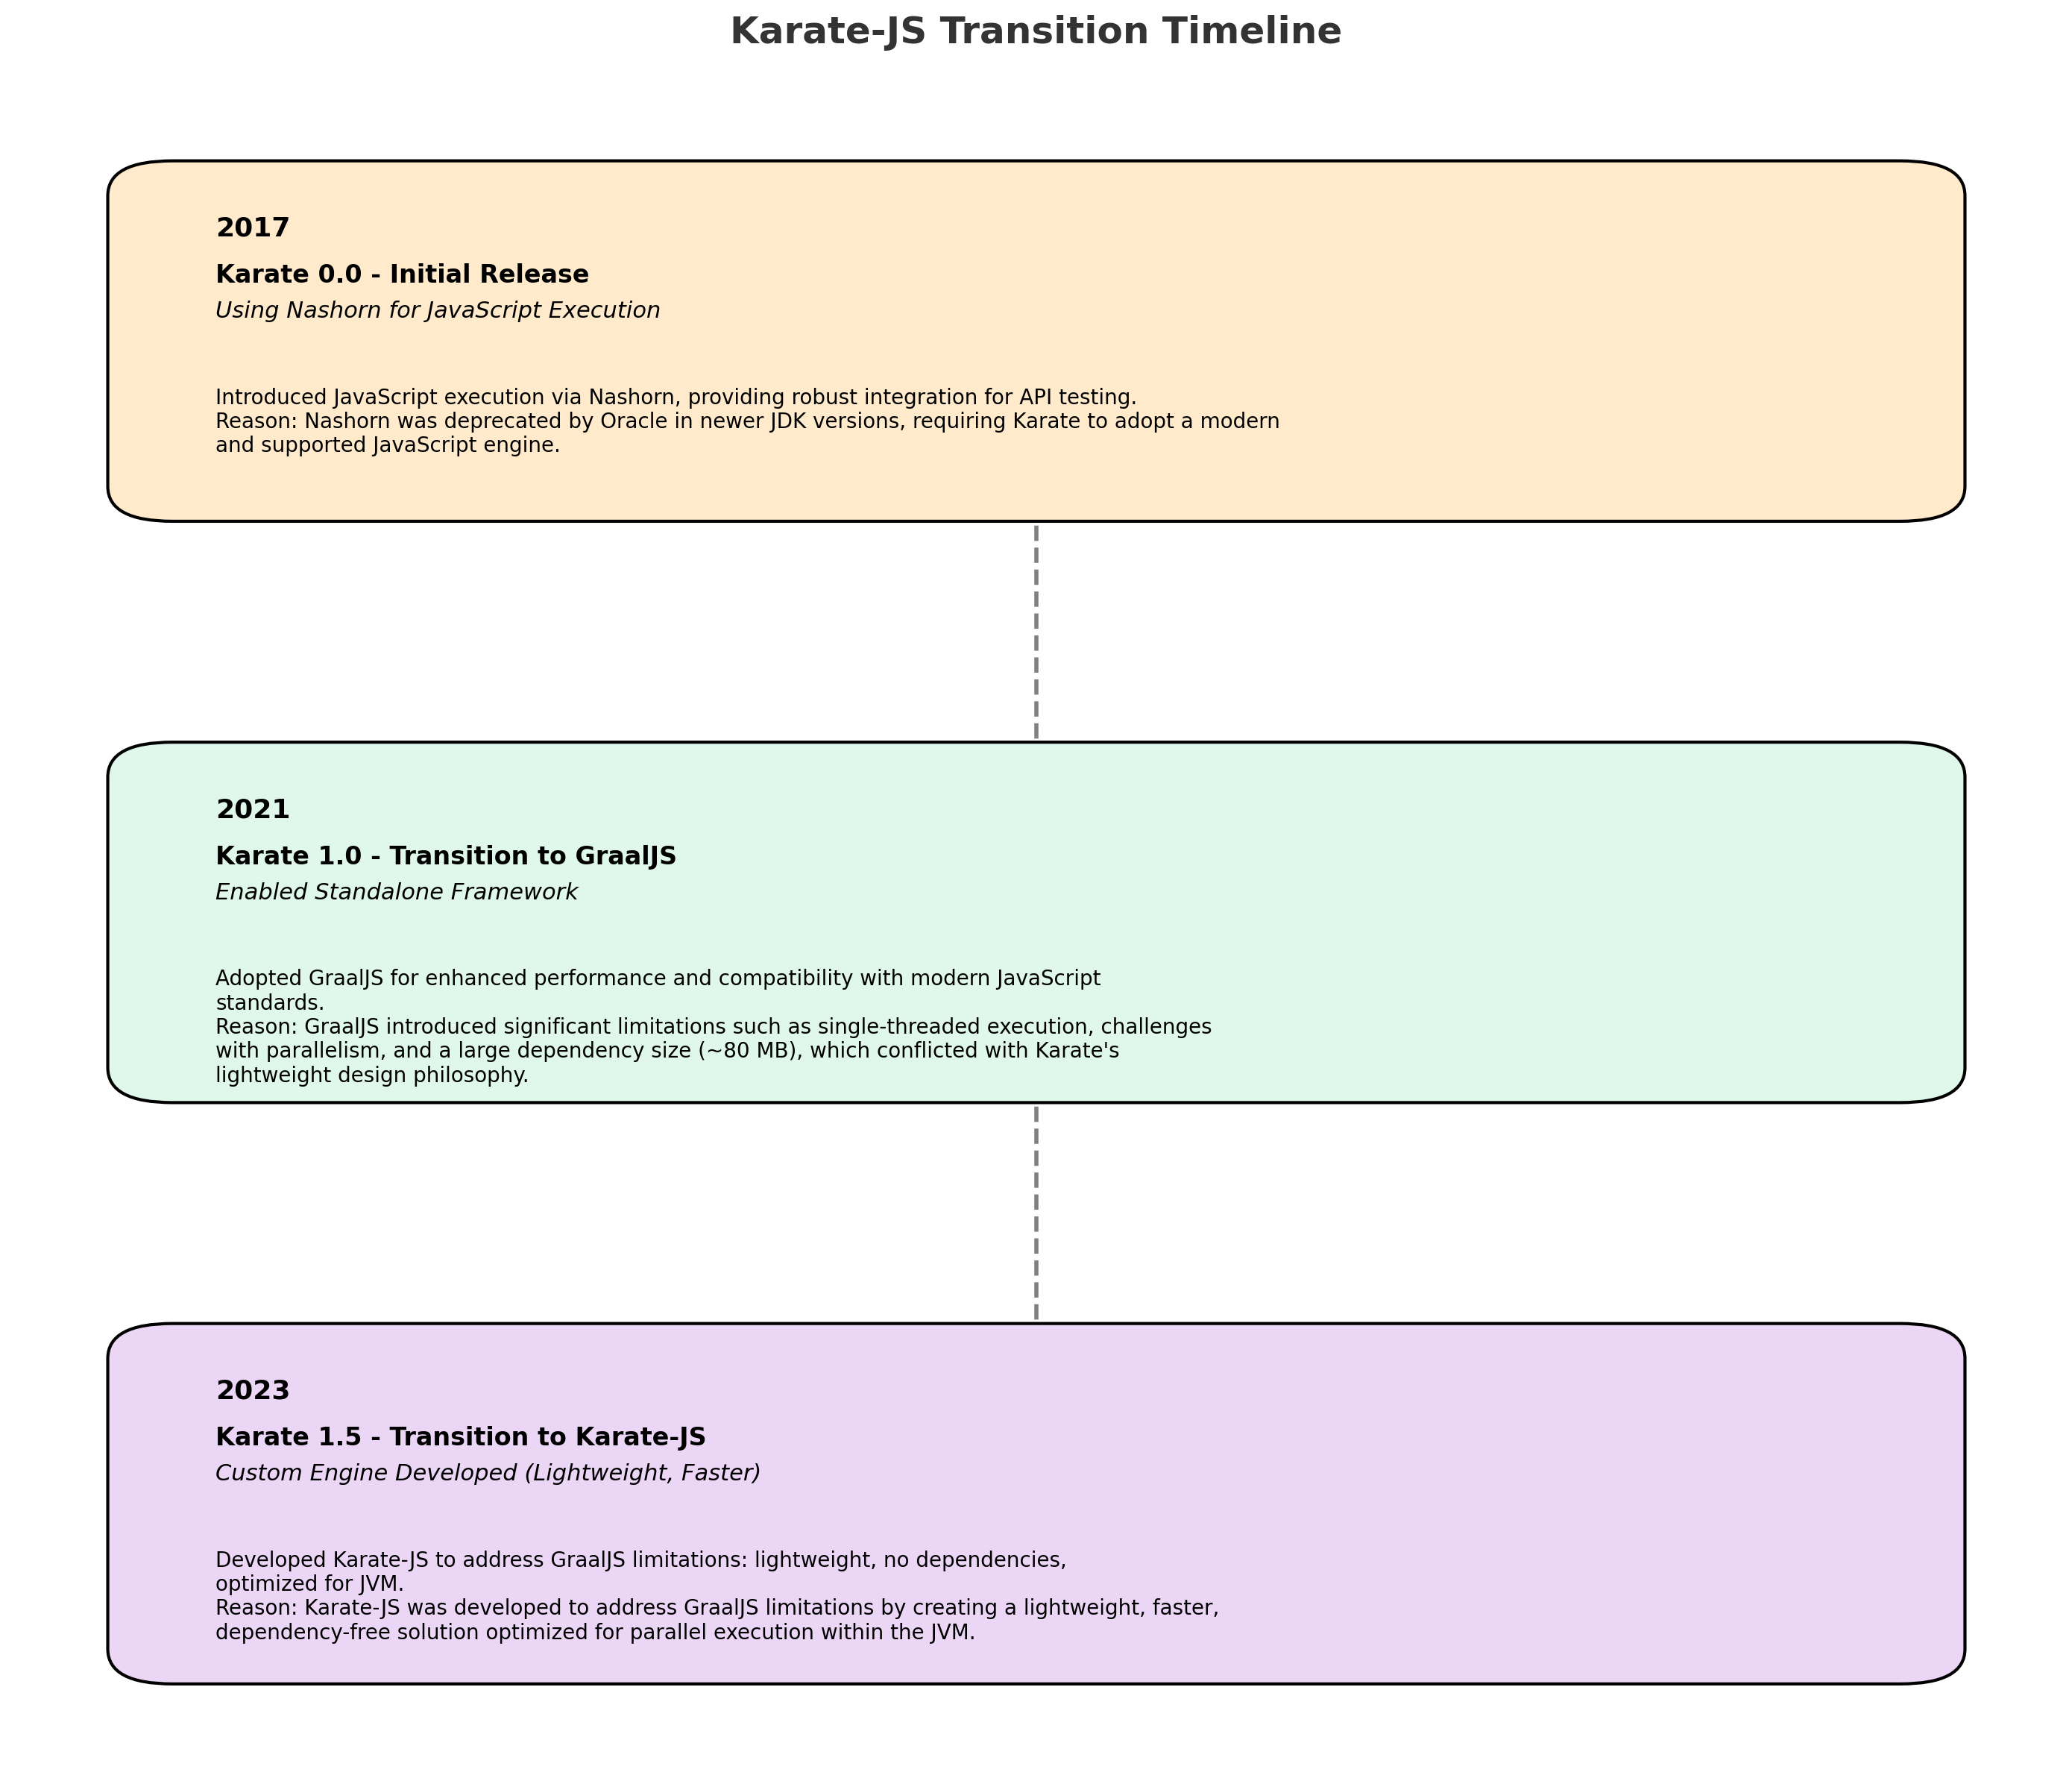 Karate-JS Transition Timeline
2017
Karate 0.0 - Initial Release
Using Nashorn for JavaScript Execution
Introduced JavaScript execution via Nashorn, providing robust integration for API testing.
Reason: Nashorn was deprecated by Oracle in newer JDK versions, requiring Karate to adopt a modern
and supported JavaScript engine.
2021
Karate 1.0 - Transition to GraalJS
Enabled Standalone Framework
Adopted GraalJS for enhanced performance and compatibility with modern JavaScript
standards.
Reason: GraalJS introduced significant limitations such as single-threaded execution, challenges
with parallelism, and a large dependency size (~80 MB), which conflicted with Karate's
lightweight design philosophy.
2023
Karate 1.5 - Transition to Karate-JS
Custom Engine Developed (Lightweight, Faster)
Developed Karate-JS to address GraalJS limitations: lightweight, no dependencies,
optimized for JVM.
Reason: Karate-JS was developed to address GraalJS limitations by creating a lightweight, faster,
dependency-free solution optimized for parallel execution within the JVM.